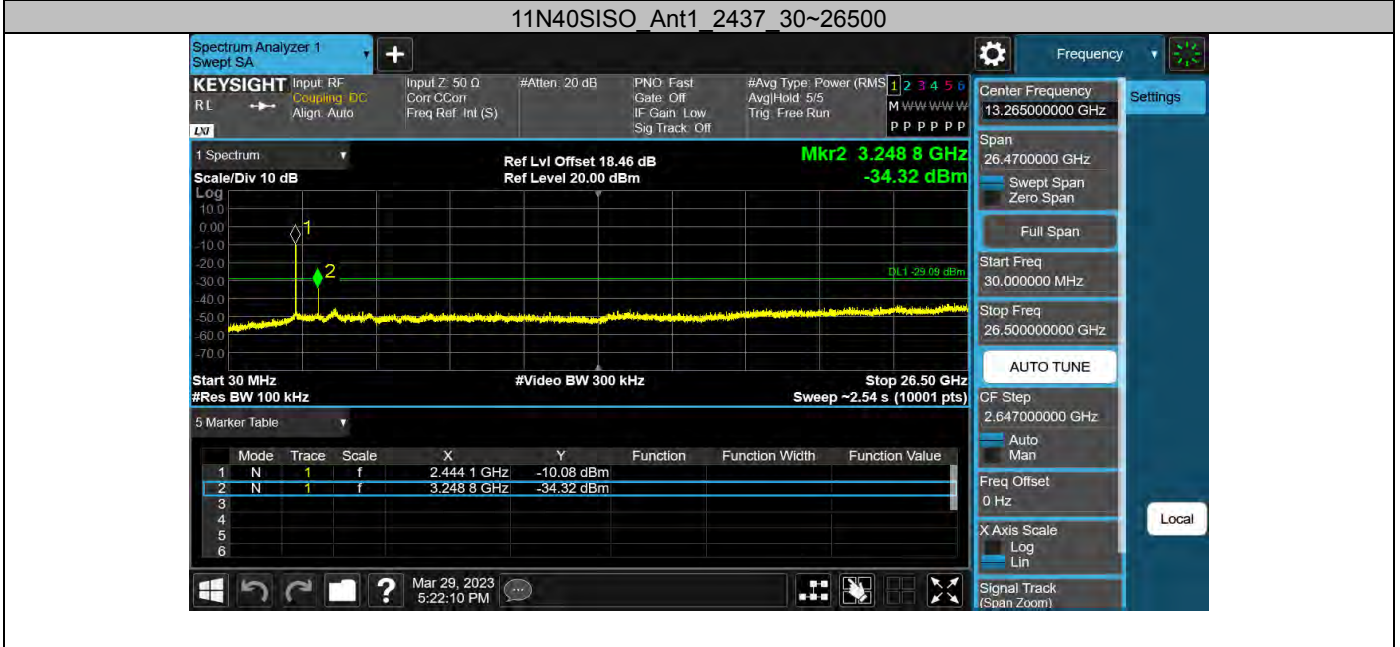 11N40SISO_Ant1_2437_30~26500
Spectrum Analyzer 1
Swept SA
+
Frequency
KEYSIGHT
RL
LXI
Input: RF
Coupling: DC
Align: Auto
Input Z: 50 Ω
Corr CCorr
Freq Ref: Int (S)
#Atten: 20 dB
PNO: Fast
Gate: Off
IF Gain: Low
Sig Track: Off
#Avg Type: Power (RMS
Avg|Hold: 5/5
Trig: Free Run
1 2 3 4 5 6
M W W W W W
P P P P P P
1 Spectrum
Scale/Div 10 dB
Ref Lvl Offset 18.46 dB
Ref Level 20.00 dBm
Mkr2 3.248 8 GHz
-34.32 dBm
Log
10.0
0.00
-10.0
-20.0
-30.0
-40.0
-50.0
-60.0
-70.0
1
2
DL1 -29.09 dBm
Start 30 MHz
#Res BW 100 kHz
#Video BW 300 kHz
Stop 26.50 GHz
Sweep ~2.54 s (10001 pts)
5 Marker Table
Mode Trace Scale X Y Function Function Width Function Value
1 N 1 f 2.444 1 GHz -10.08 dBm
2 N 1 f 3.248 8 GHz -34.32 dBm
3
4
5
6
?
Mar 29, 2023
5:22:10 PM
Center Frequency
13.265000000 GHz
Settings
Span
26.4700000 GHz
Swept Span
Zero Span
Full Span
Start Freq
30.000000 MHz
Stop Freq
26.500000000 GHz
AUTO TUNE
CF Step
2.647000000 GHz
Auto
Man
Freq Offset
0 Hz
X Axis Scale
Log
Lin
Local
Signal Track
(Span Zoom)